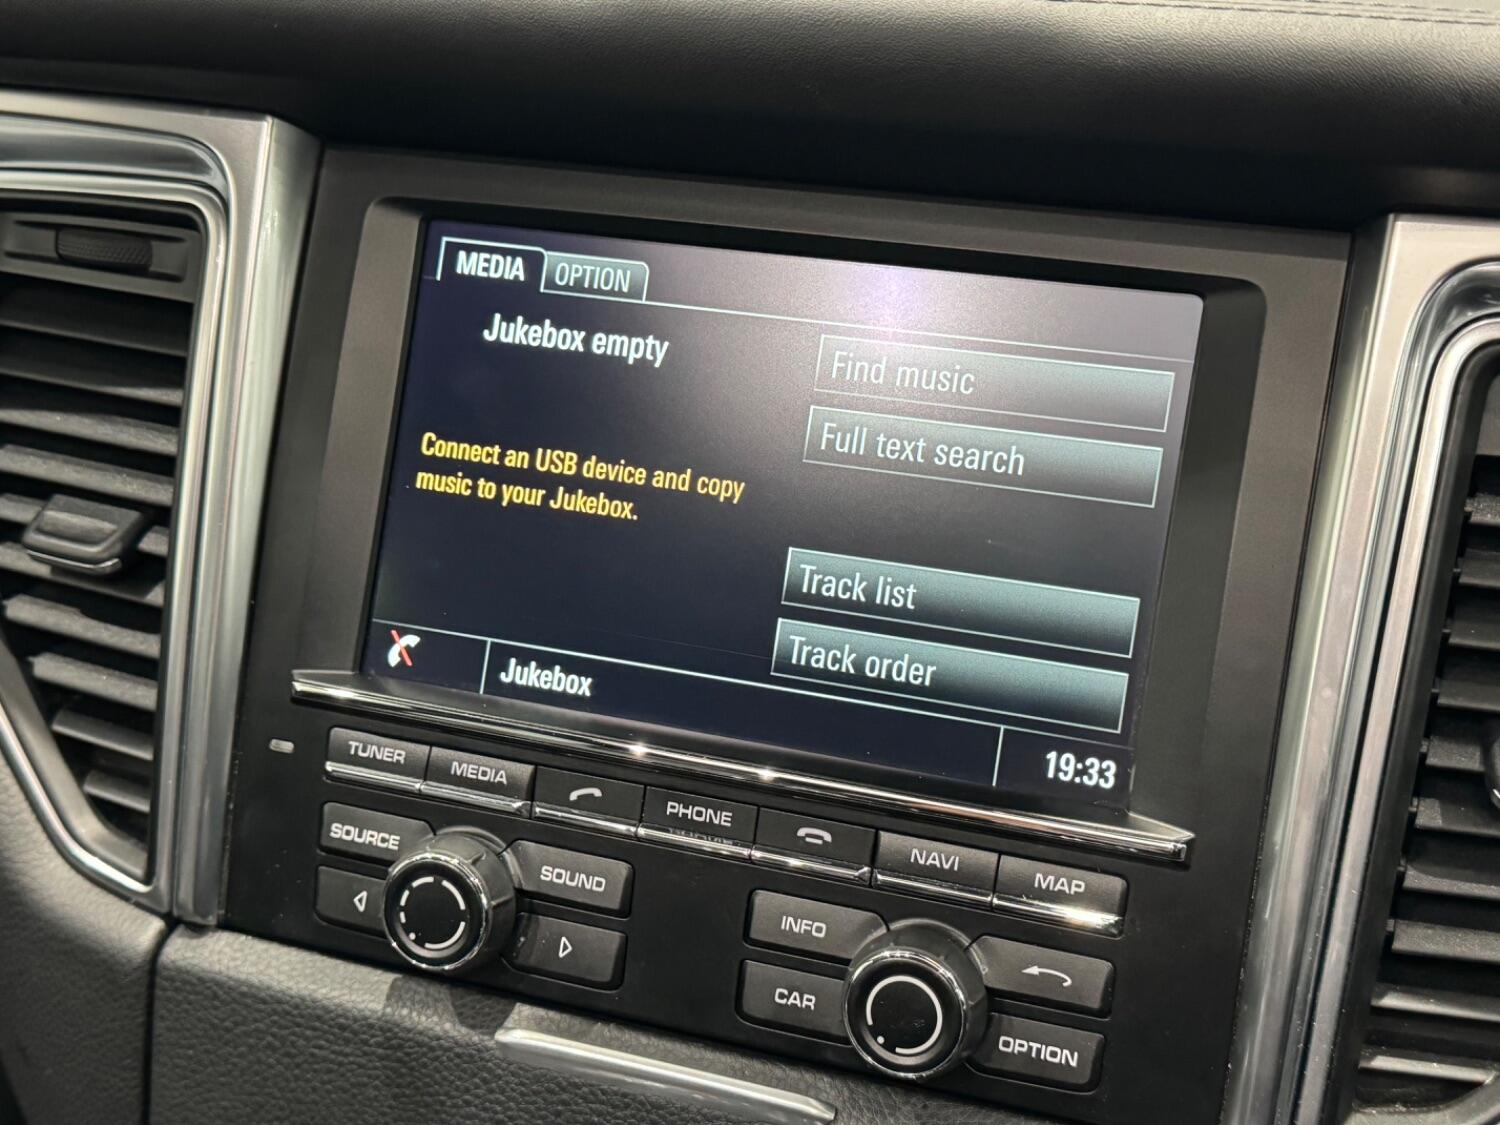 MEDIA
OPTION
Jukebox empty
Find music
Full text search
Connect an USB device and copy
music to your Jukebox.
Track list
Track order
Jukebox
19:33
TUNER
MEDIA
PHONE
NAVI
MAP
SOURCE
SOUND
INFO
CAR
OPTION